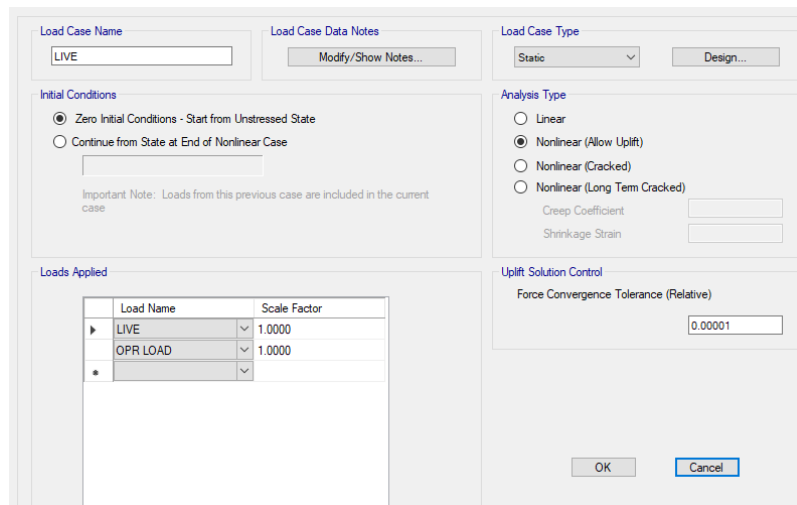 Load Case Name
LIVE
Load Case Data Notes
Modify/Show Notes...
Load Case Type
Static
Design...
Initial Conditions
Zero Initial Conditions - Start from Unstressed State
Continue from State at End of Nonlinear Case
Important Note: Loads from this previous case are included in the current
case
Analysis Type
Linear
Nonlinear (Allow Uplift)
Nonlinear (Cracked)
Nonlinear (Long Term Cracked)
Creep Coefficient
Shrinkage Strain
Loads Applied
Load Name Scale Factor
LIVE 1.0000
OPR LOAD 1.0000
Uplift Solution Control
Force Convergence Tolerance (Relative)
0.00001
OK Cancel